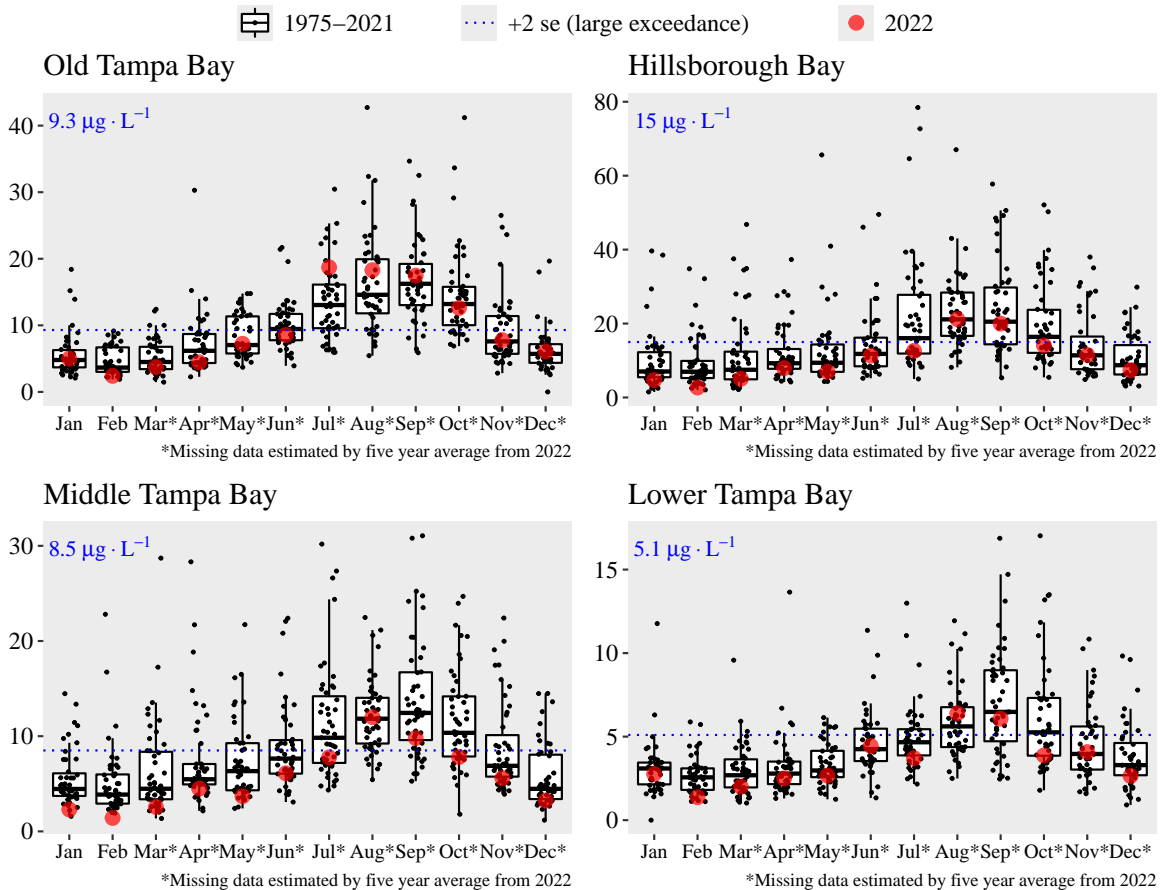 1975–2021 +2 se (large exceedance) 2022
Old Tampa Bay
9.3 μg · L⁻¹
40
30
20
10
0
Jan Feb Mar* Apr* May* Jun* Jul* Aug* Sep* Oct* Nov* Dec*
*Missing data estimated by five year average from 2022
Hillsborough Bay
15 μg · L⁻¹
80
60
40
20
0
Jan Feb Mar* Apr* May* Jun* Jul* Aug* Sep* Oct* Nov* Dec*
*Missing data estimated by five year average from 2022
Middle Tampa Bay
8.5 μg · L⁻¹
30
20
10
0
Jan Feb Mar* Apr* May* Jun* Jul* Aug* Sep* Oct* Nov* Dec*
*Missing data estimated by five year average from 2022
Lower Tampa Bay
5.1 μg · L⁻¹
15
10
5
0
Jan Feb Mar* Apr* May* Jun* Jul* Aug* Sep* Oct* Nov* Dec*
*Missing data estimated by five year average from 2022